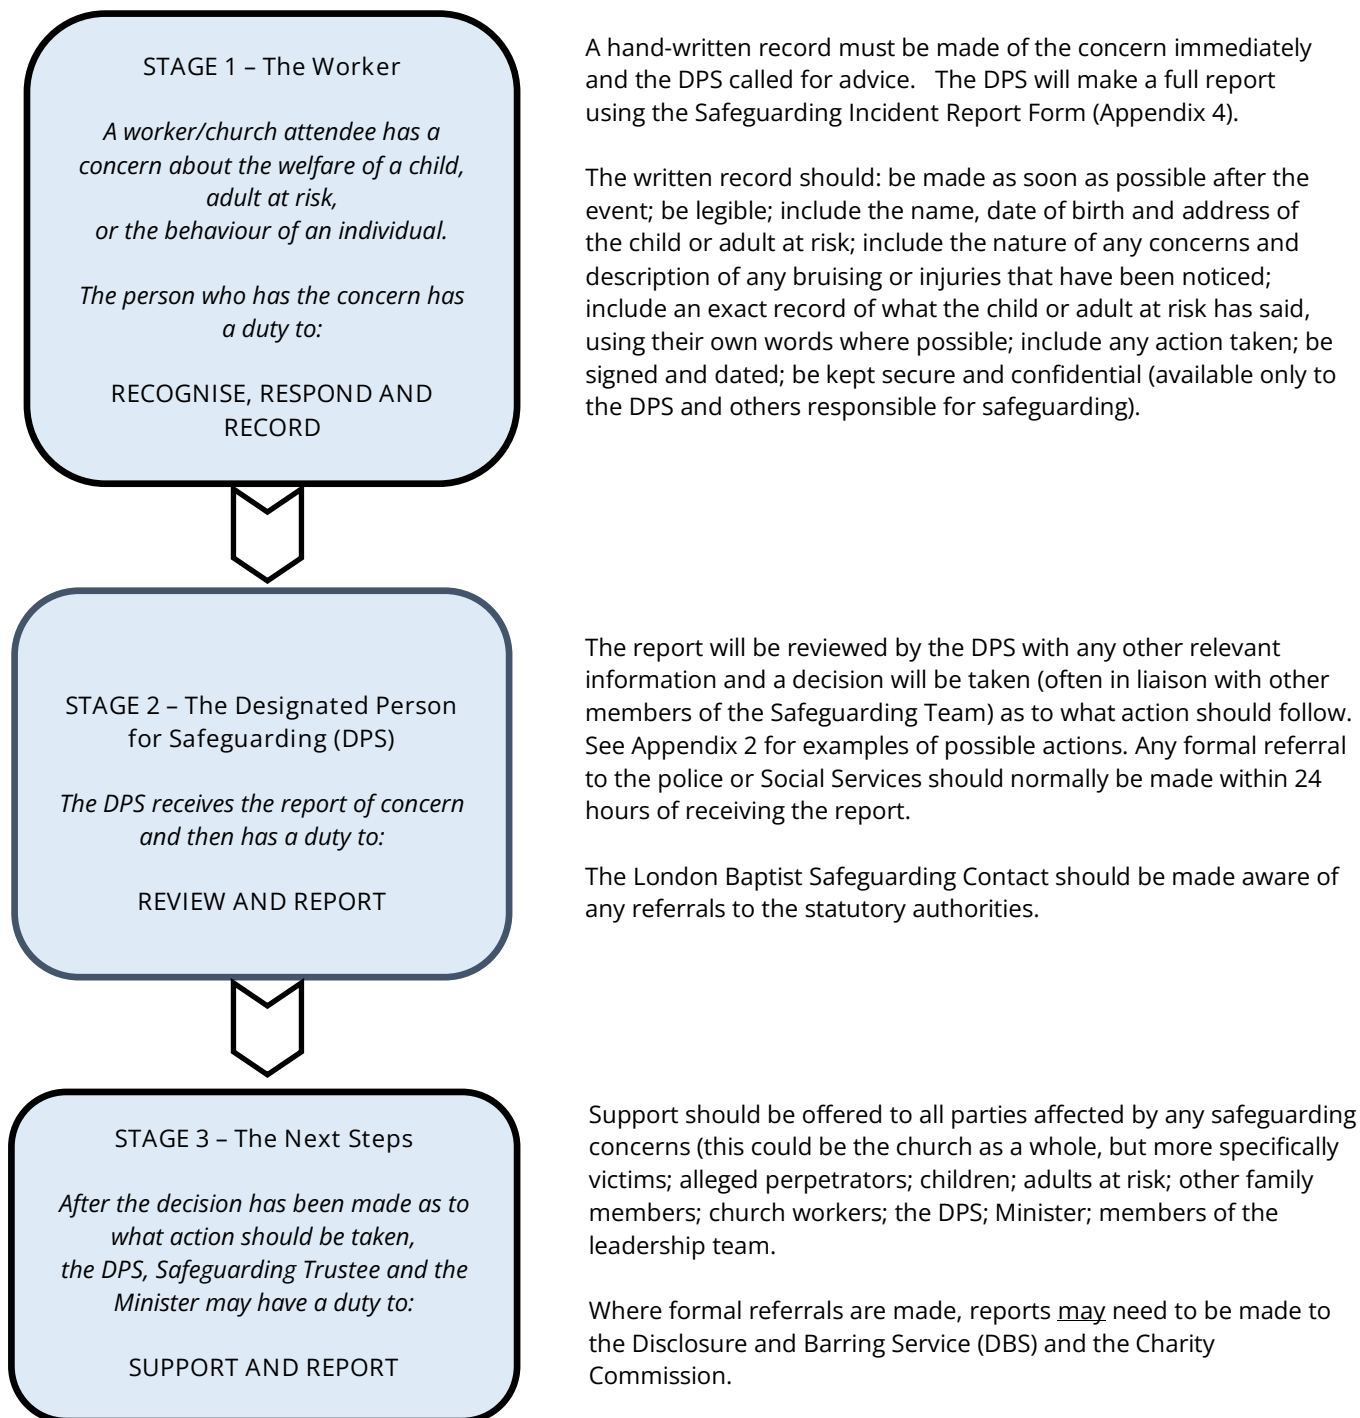 STAGE 1 – The Worker
A worker/church attendee has a
concern about the welfare of a child,
adult at risk,
or the behaviour of an individual.
The person who has the concern has
a duty to:
RECOGNISE, RESPOND AND
RECORD
A hand-written record must be made of the concern immediately
and the DPS called for advice.   The DPS will make a full report
using the Safeguarding Incident Report Form (Appendix 4).
The written record should: be made as soon as possible after the
event; be legible; include the name, date of birth and address of
the child or adult at risk; include the nature of any concerns and
description of any bruising or injuries that have been noticed;
include an exact record of what the child or adult at risk has said,
using their own words where possible; include any action taken; be
signed and dated; be kept secure and confidential (available only to
the DPS and others responsible for safeguarding).
STAGE 2 – The Designated Person
for Safeguarding (DPS)
The DPS receives the report of concern
and then has a duty to:
REVIEW AND REPORT
The report will be reviewed by the DPS with any other relevant
information and a decision will be taken (often in liaison with other
members of the Safeguarding Team) as to what action should follow.
See Appendix 2 for examples of possible actions. Any formal referral
to the police or Social Services should normally be made within 24
hours of receiving the report.
The London Baptist Safeguarding Contact should be made aware of
any referrals to the statutory authorities.
STAGE 3 – The Next Steps
After the decision has been made as to
what action should be taken,
the DPS, Safeguarding Trustee and the
Minister may have a duty to:
SUPPORT AND REPORT
Support should be offered to all parties affected by any safeguarding
concerns (this could be the church as a whole, but more specifically
victims; alleged perpetrators; children; adults at risk; other family
members; church workers; the DPS; Minister; members of the
leadership team.
Where formal referrals are made, reports may need to be made to
the Disclosure and Barring Service (DBS) and the Charity
Commission.